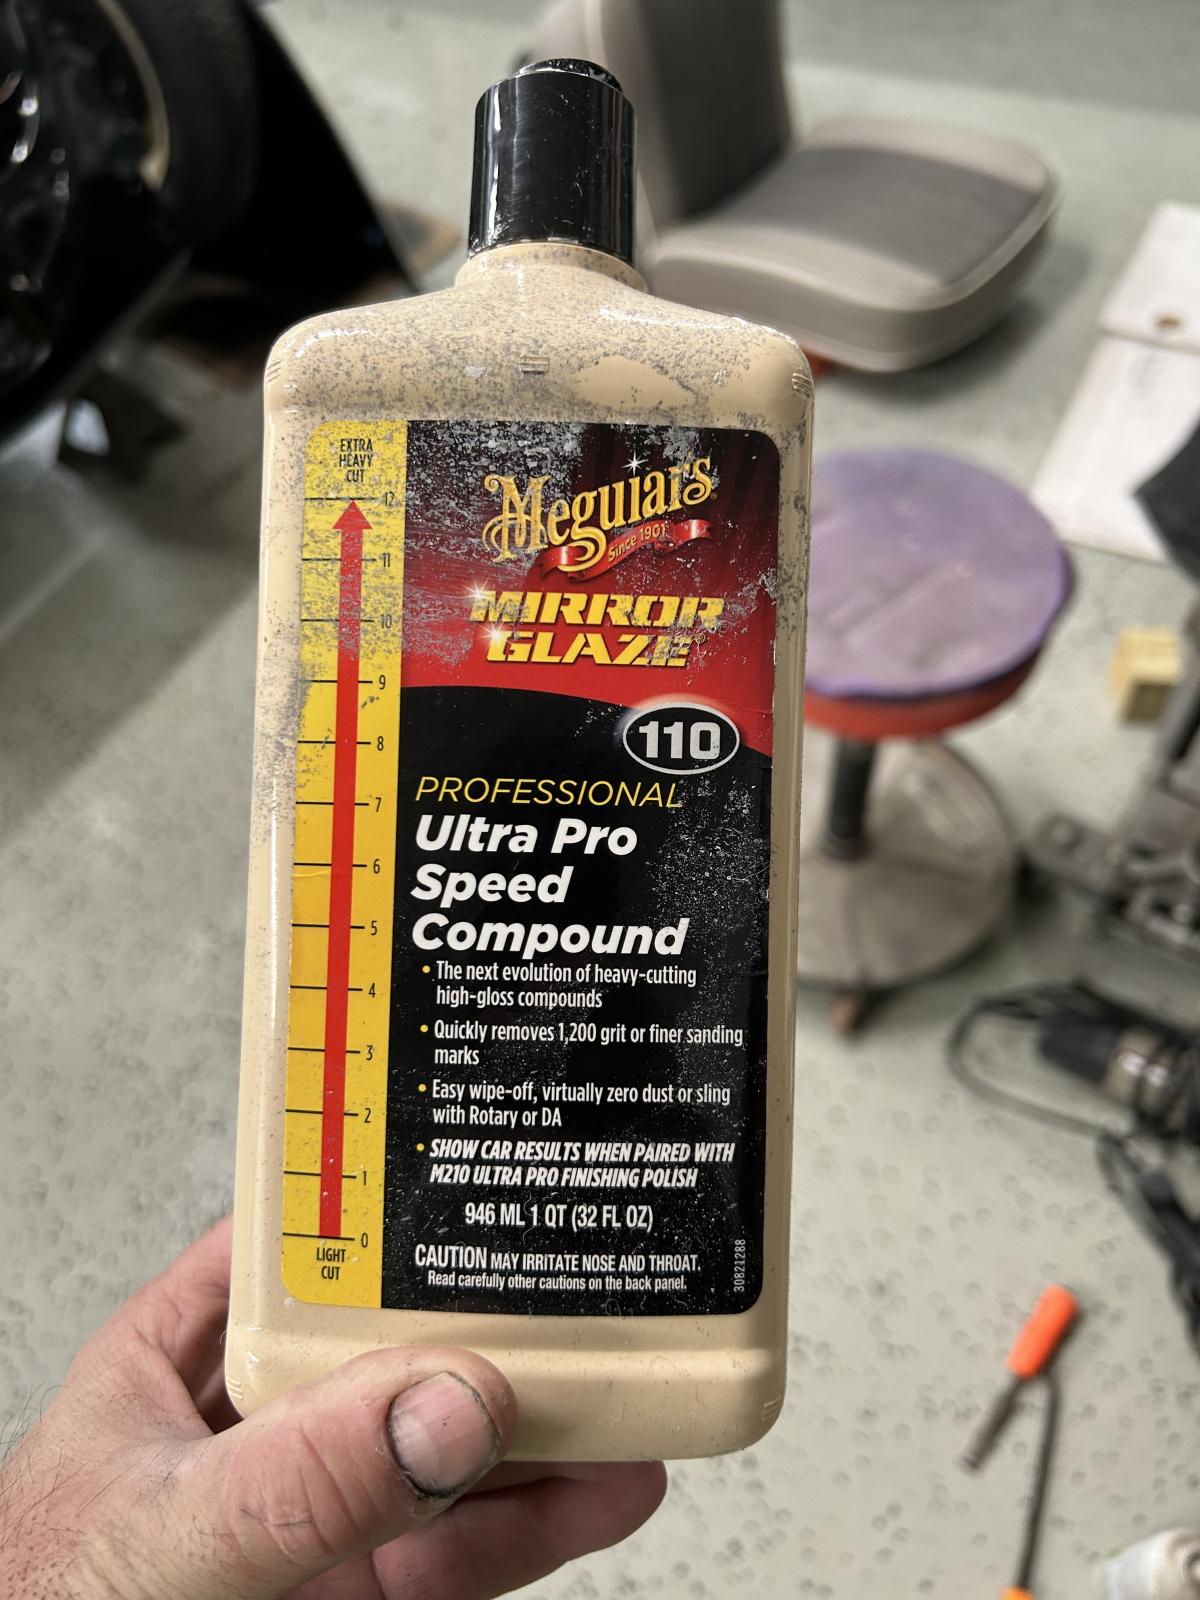 EXTRA
HEAVY
CUT
12
11
10
9
8
7
6
5
4
3
2
1
0
LIGHT
CUT
Meguiar's
Since 1901
MIRROR
GLAZE®
110
PROFESSIONAL
Ultra Pro
Speed
Compound
• The next evolution of heavy-cutting
high-gloss compounds
• Quickly removes 1,200 grit or finer sanding
marks
• Easy wipe-off, virtually zero dust or sling
with Rotary or DA
• SHOW CAR RESULTS WHEN PAIRED WITH
M210 ULTRA PRO FINISHING POLISH
946 ML 1 QT (32 FL OZ)
CAUTION MAY IRRITATE NOSE AND THROAT.
Read carefully other cautions on the back panel.
30821288